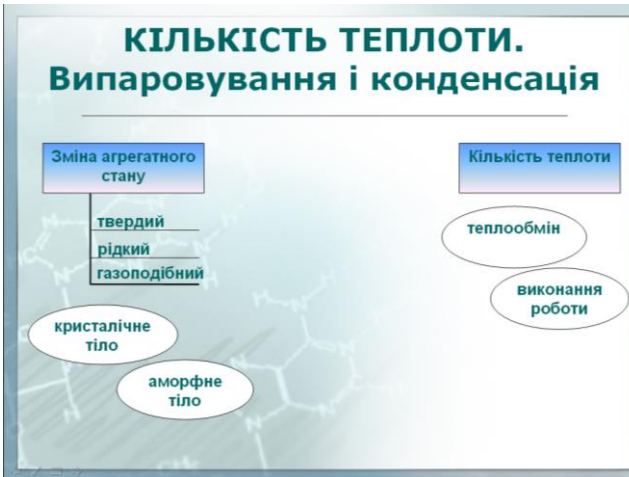 КІЛЬКІСТЬ ТЕПЛОТИ.
Випаровування і конденсація
Зміна агрегатного
стану
твердий
рідкий
газоподібний
кристалічне
тіло
аморфне
тіло
Кількість теплоти
теплообмін
виконання
роботи